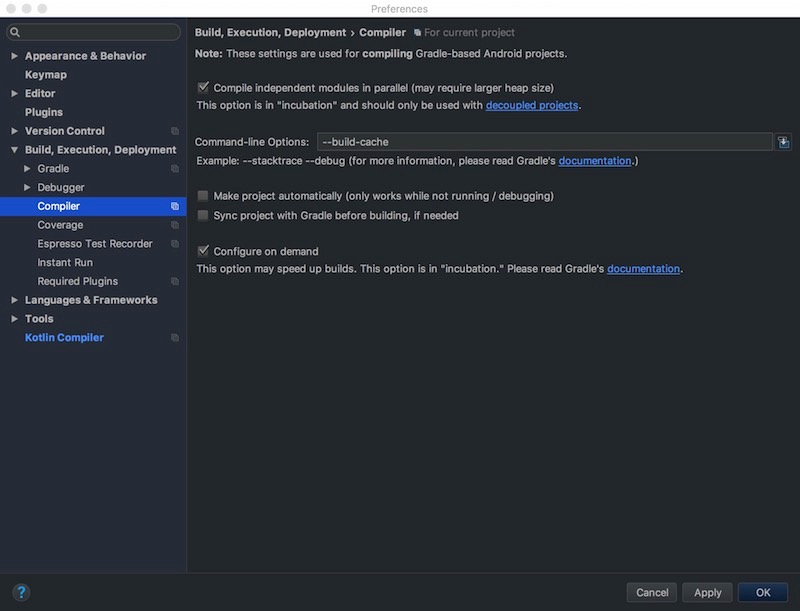 Preferences
Appearance & Behavior
Keymap
Editor
Plugins
Version Control
Build, Execution, Deployment
Gradle
Debugger
Compiler
Coverage
Espresso Test Recorder
Instant Run
Required Plugins
Languages & Frameworks
Tools
Kotlin Compiler
Build, Execution, Deployment › Compiler For current project
Note: These settings are used for compiling Gradle-based Android projects.
Compile independent modules in parallel (may require larger heap size)
This option is in "incubation" and should only be used with decoupled projects.
Command-line Options: --build-cache
Example: --stacktrace --debug (for more information, please read Gradle's documentation.)
Make project automatically (only works while not running / debugging)
Sync project with Gradle before building, if needed
Configure on demand
This option may speed up builds. This option is in "incubation." Please read Gradle's documentation.
?
Cancel
Apply
OK